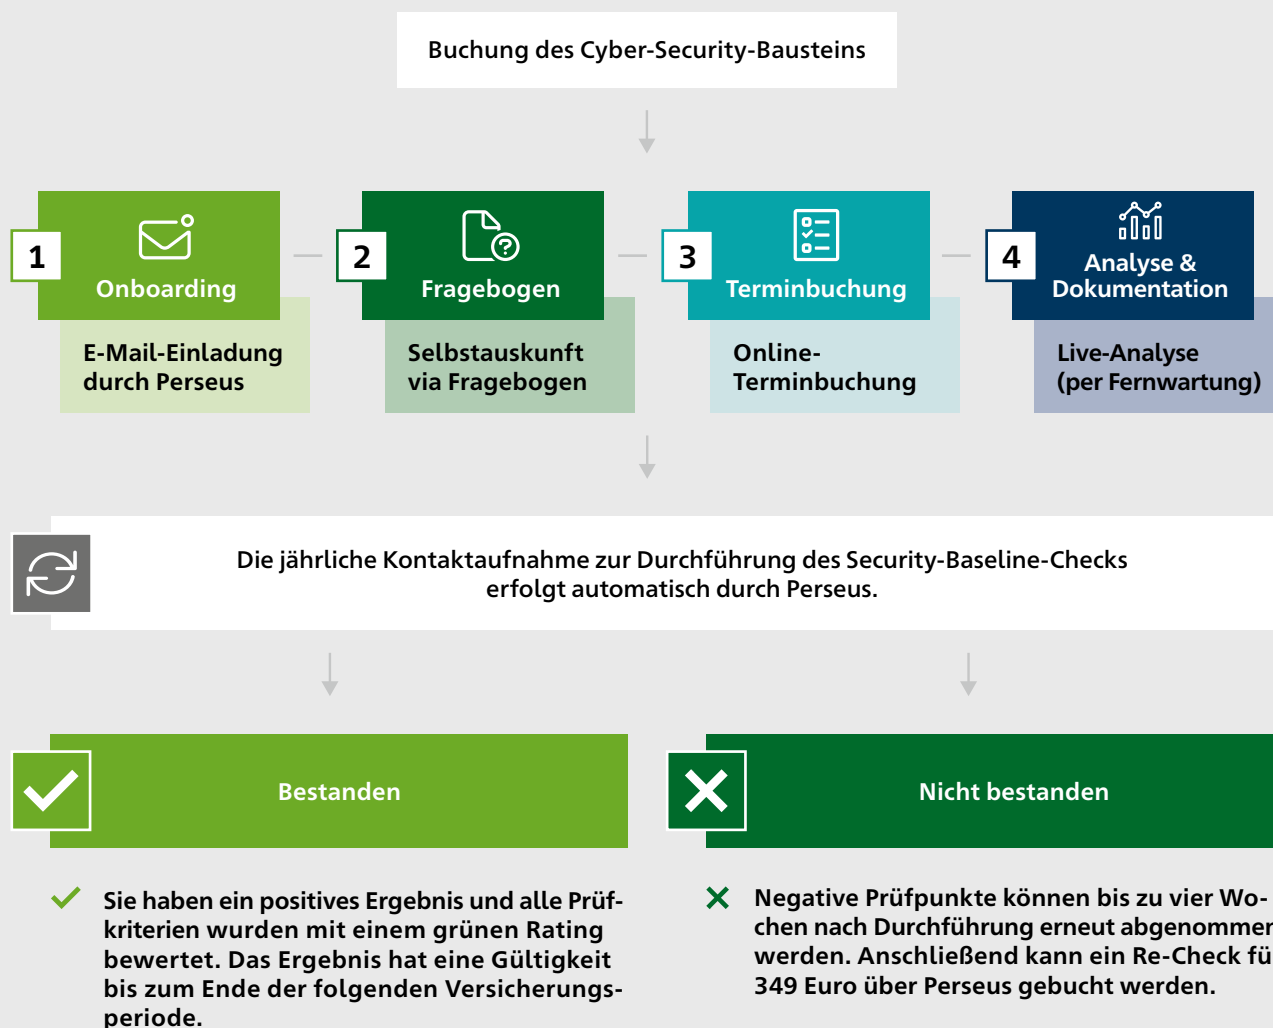 Buchung des Cyber-Security-Bausteins
1
Onboarding
E-Mail-Einladung
durch Perseus
2
Fragebogen
Selbstauskunft
via Fragebogen
3
Terminbuchung
Online-
Terminbuchung
4
Analyse &
Dokumentation
Live-Analyse
(per Fernwartung)
Die jährliche Kontaktaufnahme zur Durchführung des Security-Baseline-Checks
erfolgt automatisch durch Perseus.
Bestanden
Sie haben ein positives Ergebnis und alle Prüf-
kriterien wurden mit einem grünen Rating
bewertet. Das Ergebnis hat eine Gültigkeit
bis zum Ende der folgenden Versicherungs-
periode.
Nicht bestanden
Negative Prüfpunkte können bis zu vier Wo-
chen nach Durchführung erneut abgenommen
werden. Anschließend kann ein Re-Check fü
349 Euro über Perseus gebucht werden.